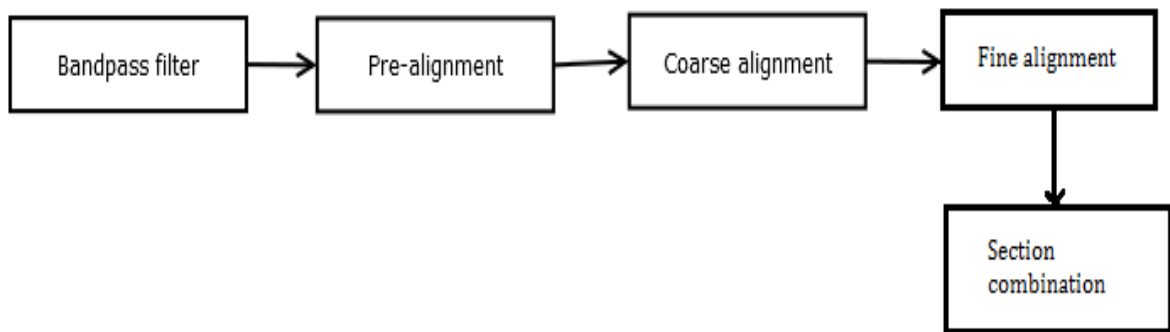 Bandpass filter
Pre-alignment
Coarse alignment
Fine alignment
Section
combination